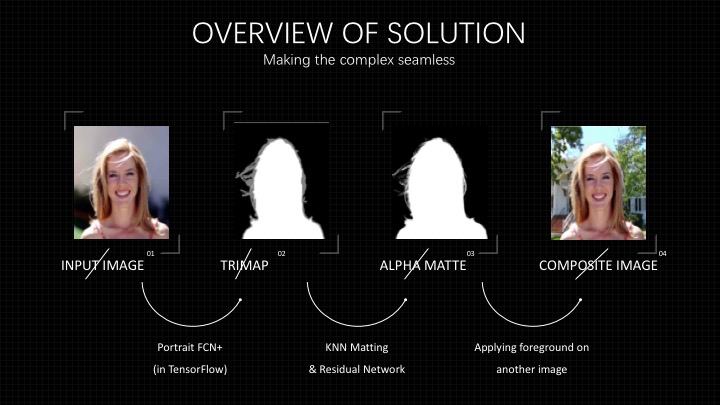 OVERVIEW OF SOLUTION
Making the complex seamless
01
INPUT IMAGE
02
TRIMAP
03
ALPHA MATTE
04
COMPOSITE IMAGE
Portrait FCN+
(in TensorFlow)
KNN Matting
& Residual Network
Applying foreground on
another image